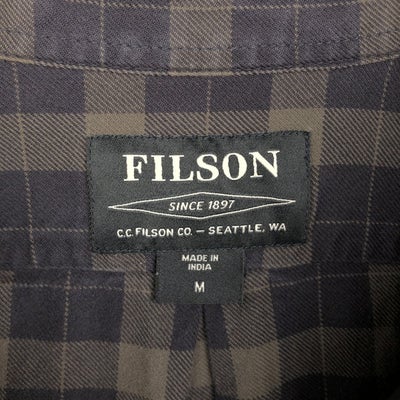 FILSON
SINCE 1897
C.C. FILSON CO. — SEATTLE, WA
MADE IN
INDIA
M